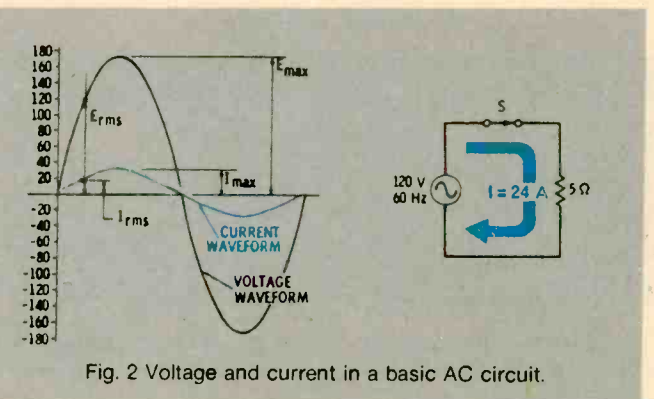 180
160
140
120
100
80
60
40
20
-20
-40
-60
-80
-100
-120
-140
-160
-180
Emax
Erms
Imax
Irms
CURRENT
WAVEFORM
VOLTAGE
WAVEFORM
S
120 V
60 Hz
I = 24 A
5Ω
Fig. 2 Voltage and current in a basic AC circuit.